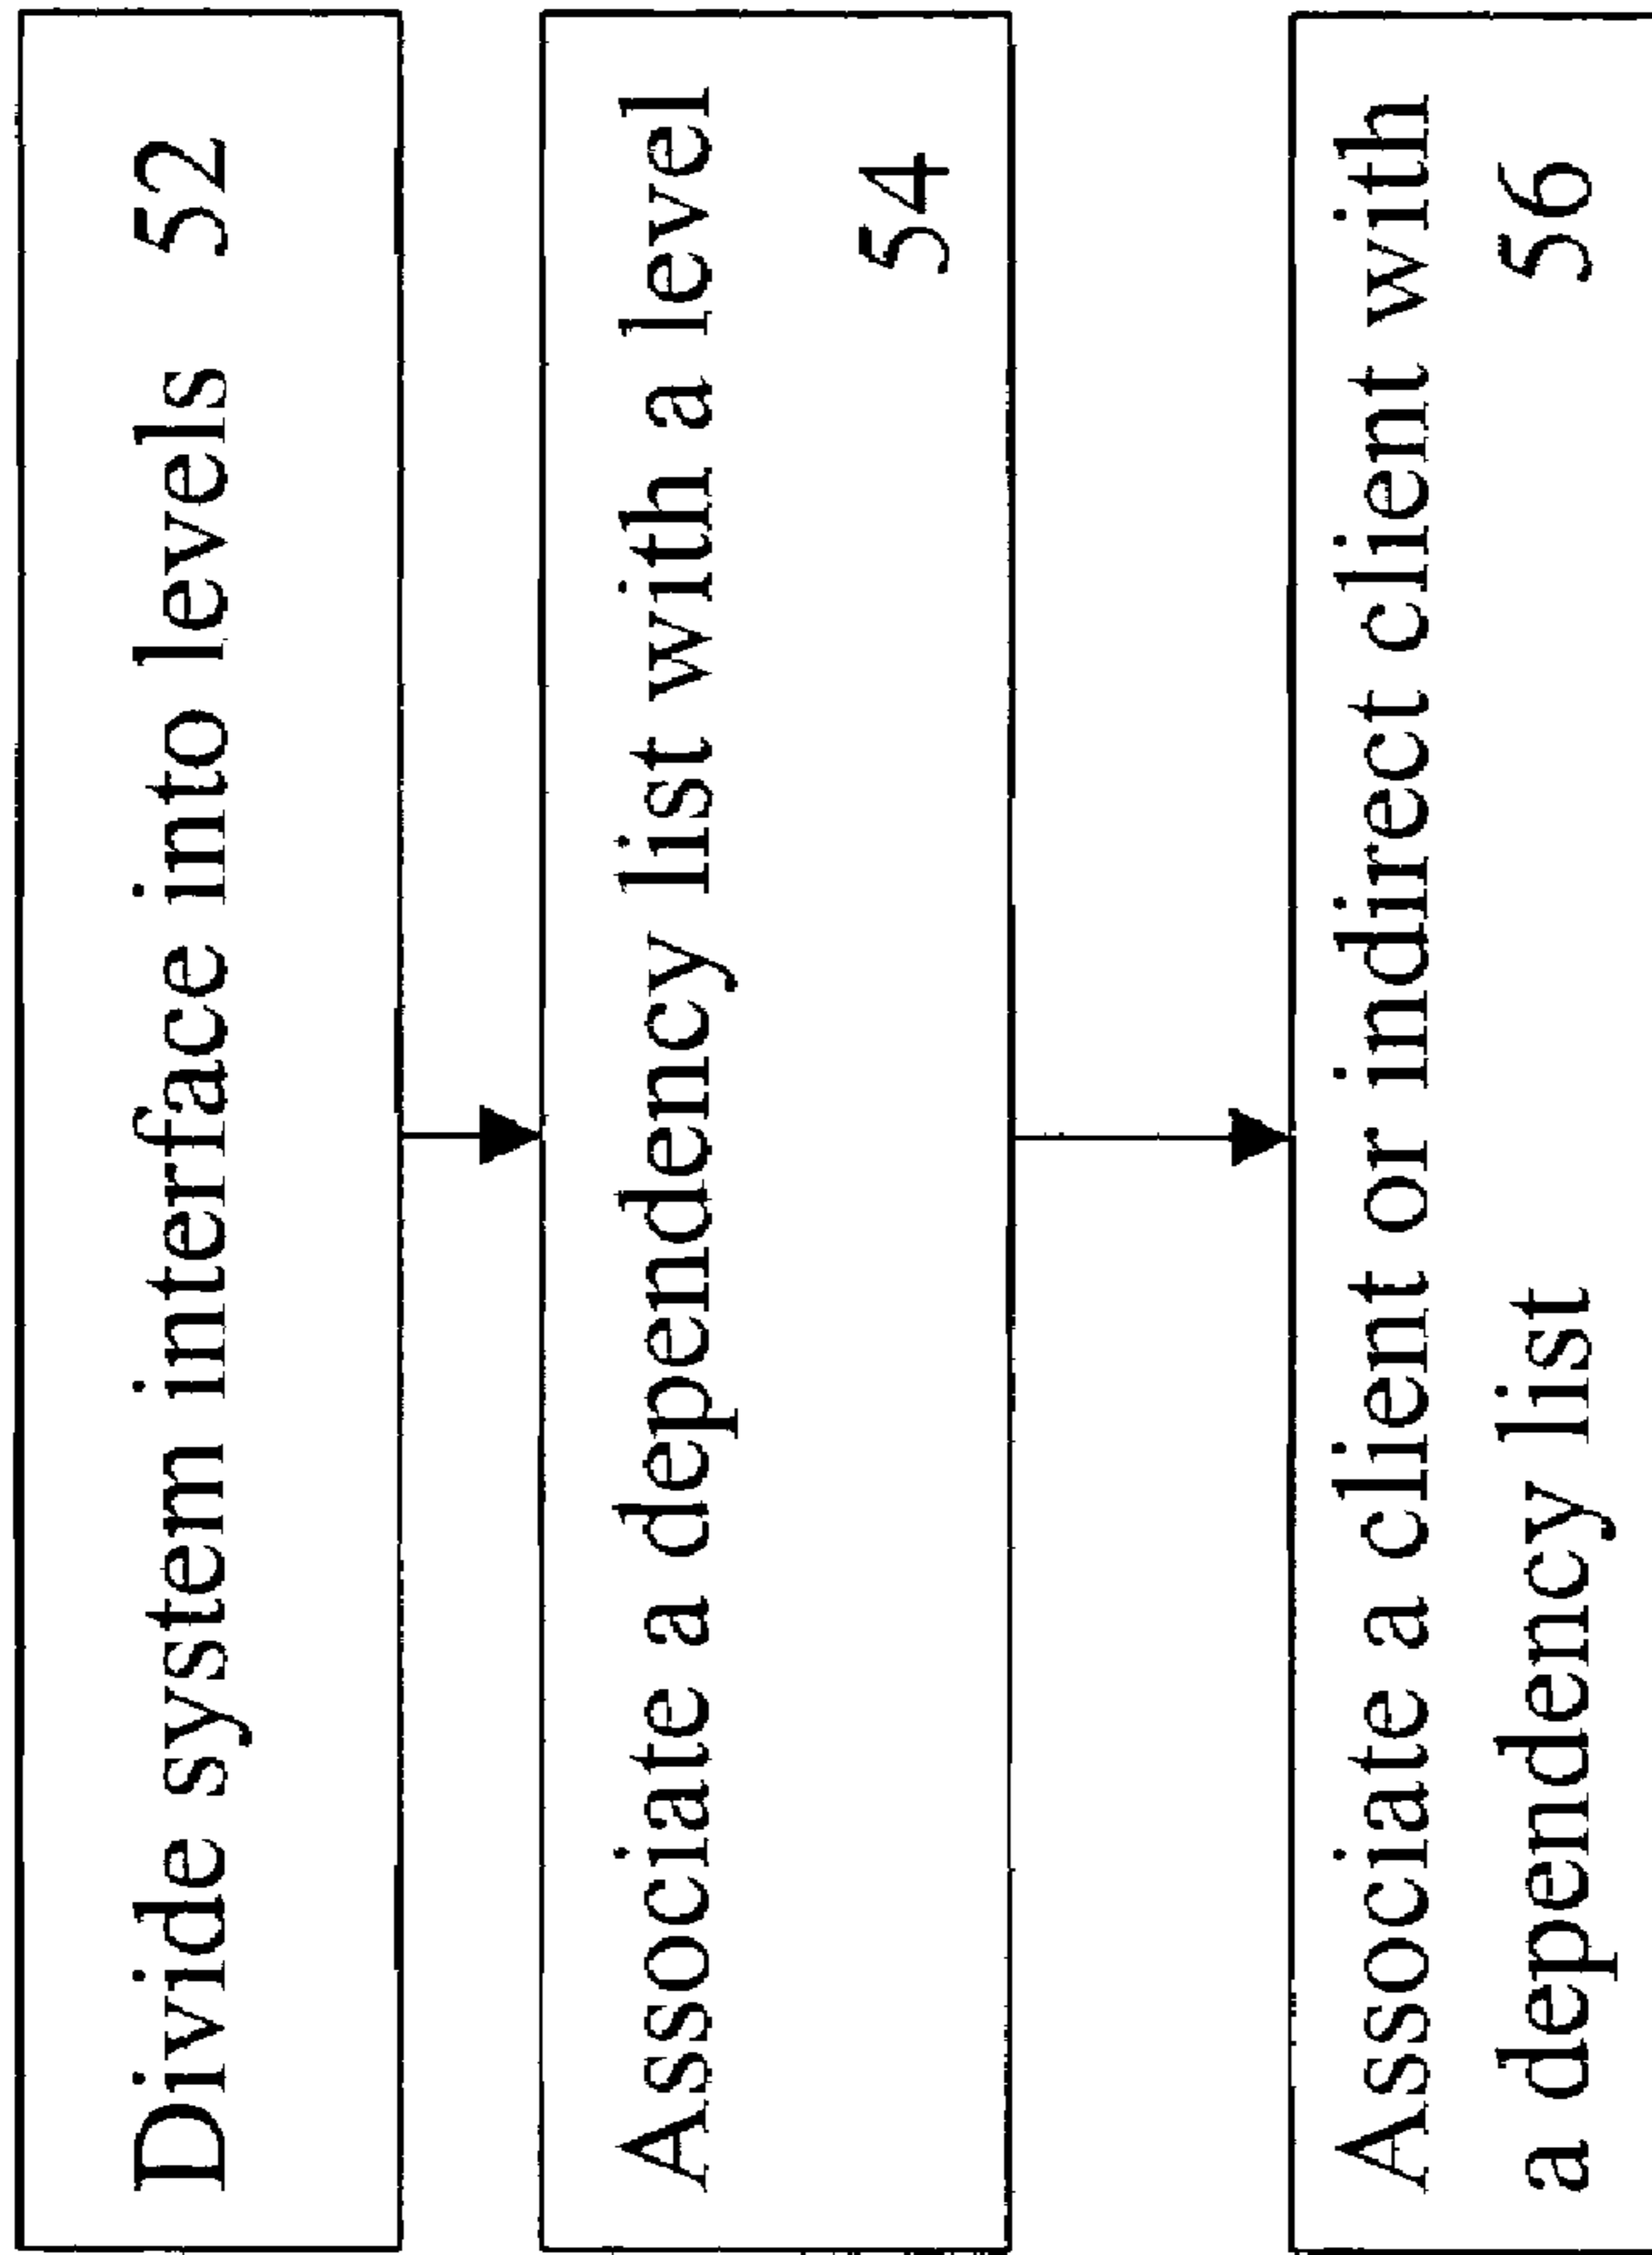 Divide system interface into levels 52
Associate a dependency list with a level
54
Associate a client or indirect client with
a dependency list 56